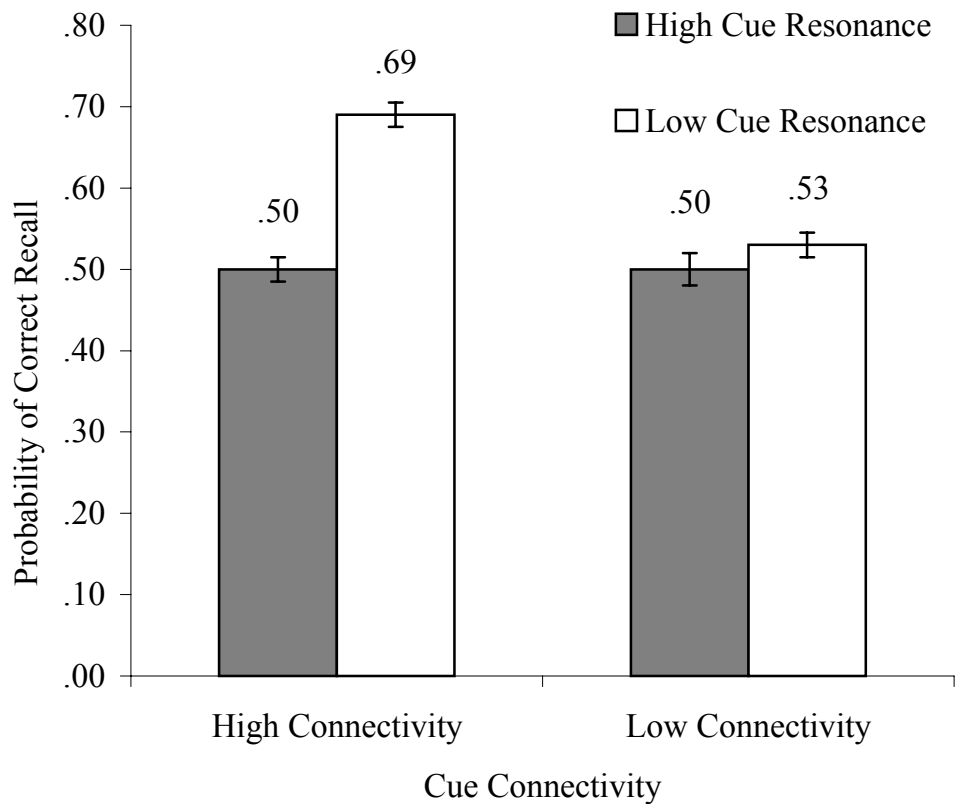 High Cue Resonance
Low Cue Resonance
Probability of Correct Recall
.80
.70
.60
.50
.40
.30
.20
.10
.00
.50
.69
.50
.53
High Connectivity
Low Connectivity
Cue Connectivity